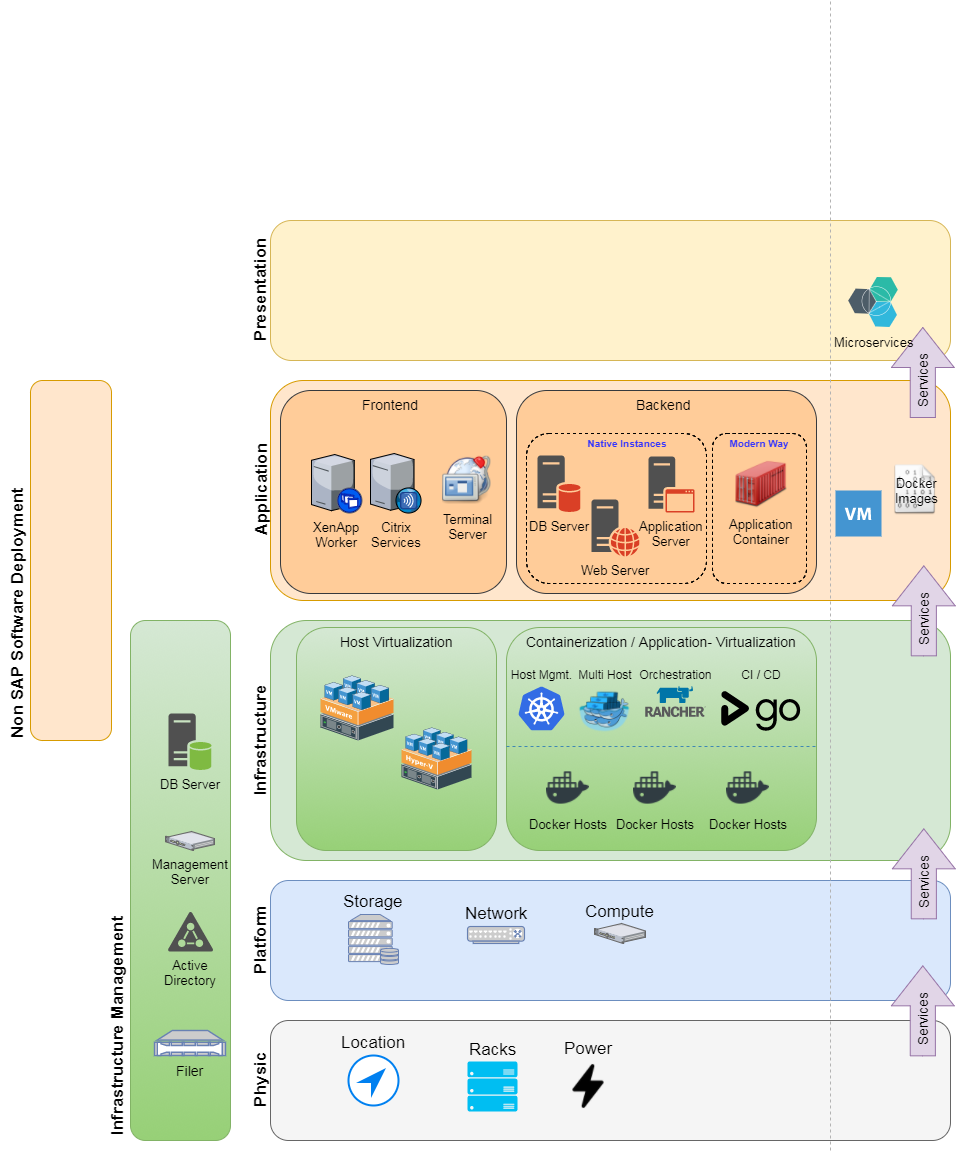 Presentation
Microservices
Services
Non SAP Software Deployment
Application
Frontend
XenApp
Worker
Citrix
Services
Terminal
Server
Backend
Native Instances
DB Server
Web Server
Application
Server
Modern Way
Application
Container
VM
Docker
Images
Services
Infrastructure
Host Virtualization
VMware
Hyper-V
Containerization / Application- Virtualization
Host Mgmt.
Multi Host
Orchestration
CI / CD
RANCHER
go
Docker Hosts
Docker Hosts
Docker Hosts
Services
Infrastructure Management
DB Server
Management
Server
Active
Directory
Filer
Platform
Storage
Network
Compute
Services
Physic
Location
Racks
Power